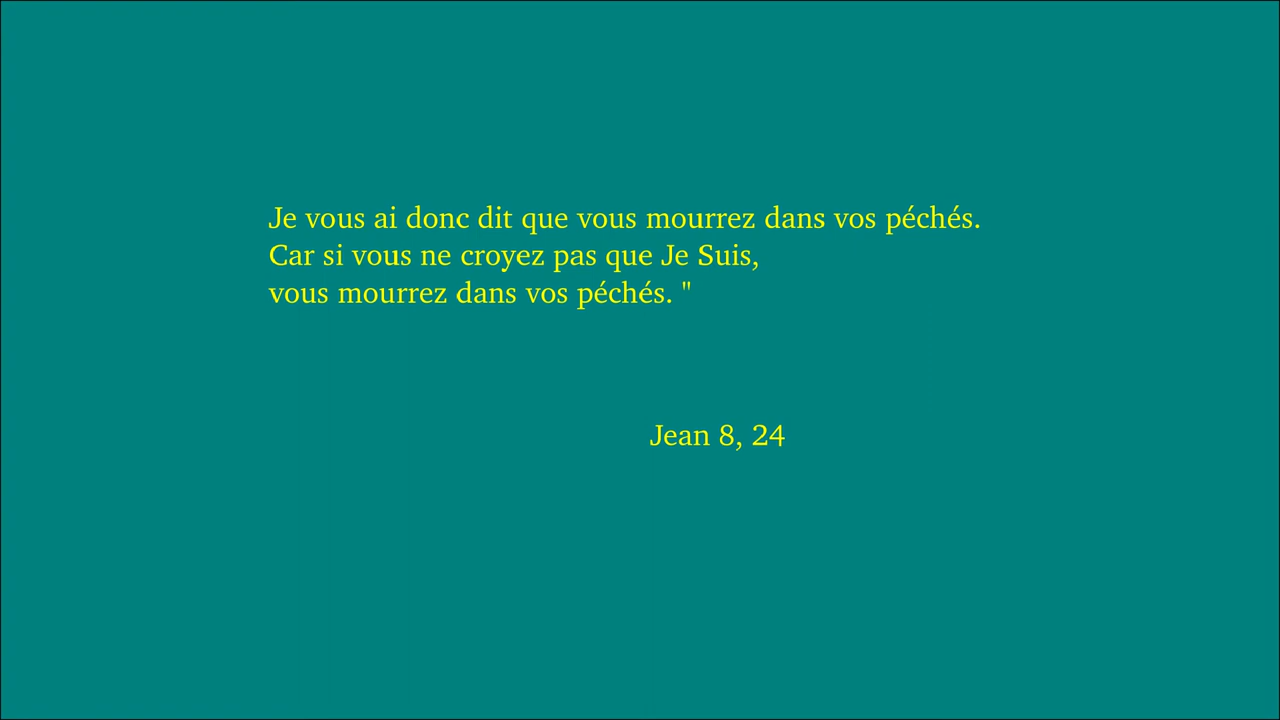 Je vous ai donc dit que vous mourrez dans vos péchés.
Car si vous ne croyez pas que Je Suis,
vous mourrez dans vos péchés. "
Jean 8, 24